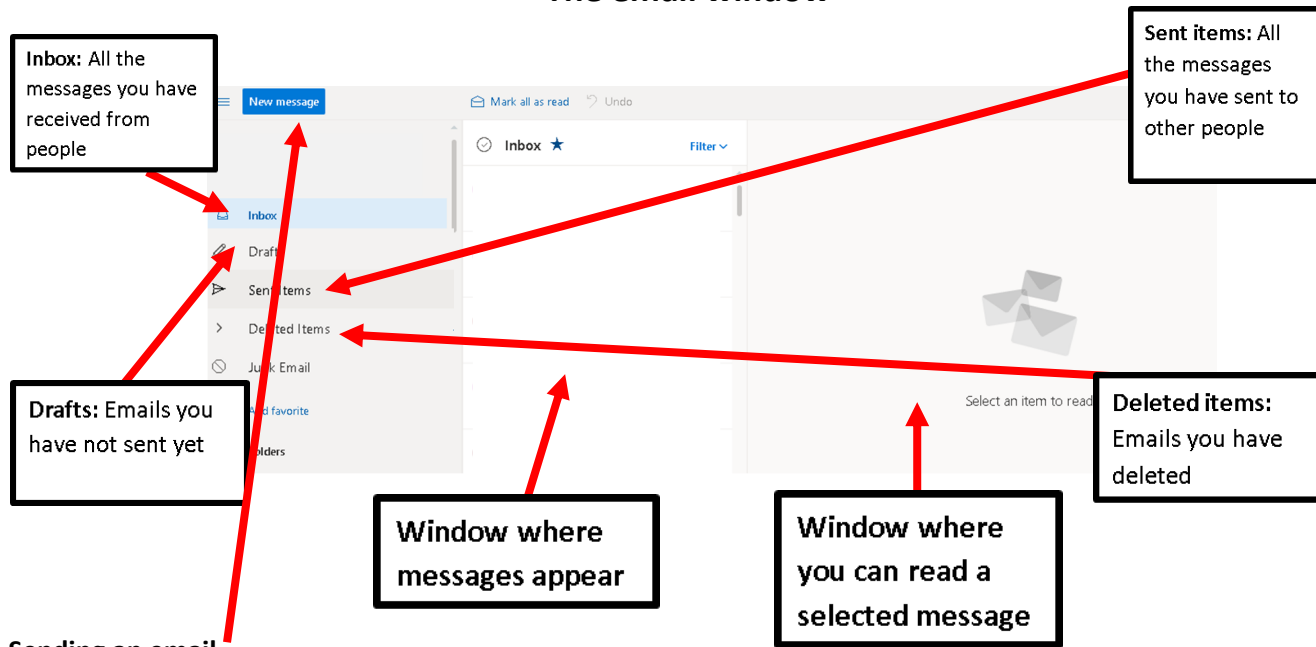 The email window
Inbox: All the
messages you have
received from
people
Sent items: All
the messages
you have sent to
other people
New message
Mark all as read
Undo
Inbox
Filter
Inbox
Drafts
Sent Items
Deleted Items
Junk Email
Add favorite
Folders
Select an item to read
Drafts: Emails you
have not sent yet
Deleted items:
Emails you have
deleted
Window where
messages appear
Window where
you can read a
selected message
Sending an email